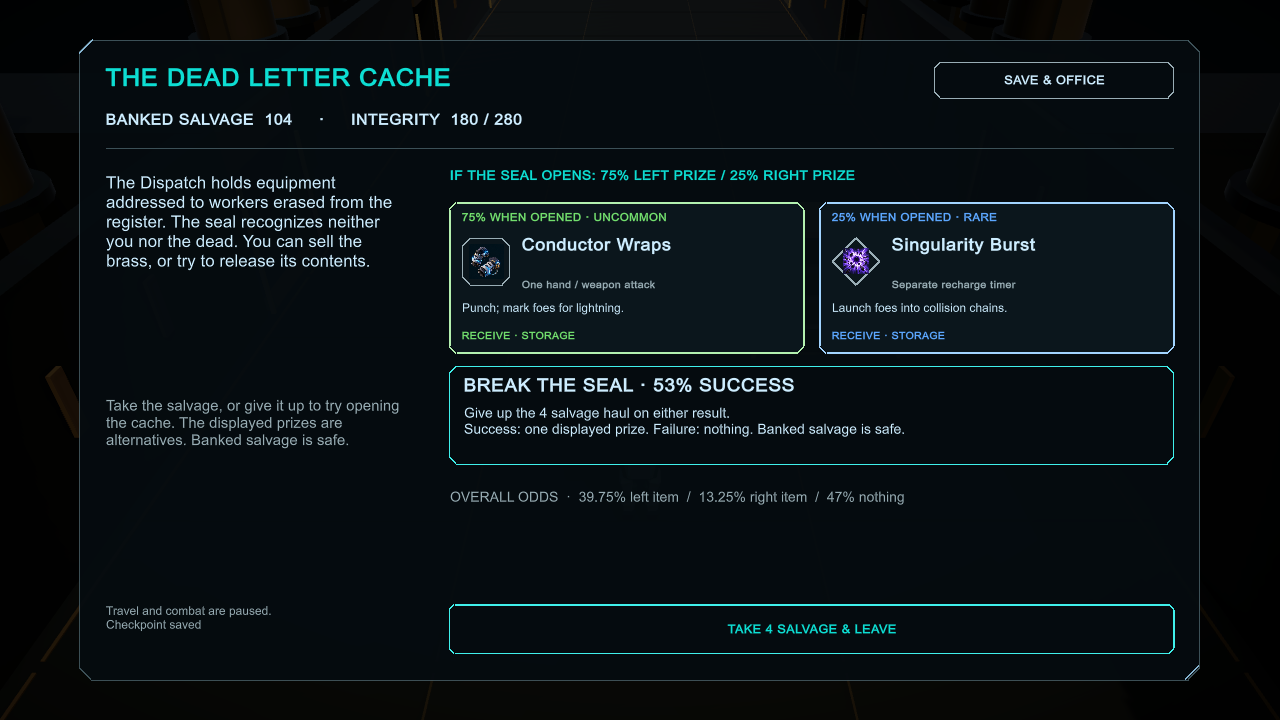 THE DEAD LETTER CACHE
SAVE & OFFICE
BANKED SALVAGE 104 · INTEGRITY 180 / 280
The Dispatch holds equipment
addressed to workers erased from the
register. The seal recognizes neither
you nor the dead. You can sell the
brass, or try to release its contents.
Take the salvage, or give it up to try opening
the cache. The displayed prizes are
alternatives. Banked salvage is safe.
Travel and combat are paused.
Checkpoint saved
IF THE SEAL OPENS: 75% LEFT PRIZE / 25% RIGHT PRIZE
75% WHEN OPENED · UNCOMMON
Conductor Wraps
One hand / weapon attack
Punch; mark foes for lightning.
RECEIVE · STORAGE
25% WHEN OPENED · RARE
Singularity Burst
Separate recharge timer
Launch foes into collision chains.
RECEIVE · STORAGE
BREAK THE SEAL · 53% SUCCESS
Give up the 4 salvage haul on either result.
Success: one displayed prize. Failure: nothing. Banked salvage is safe.
OVERALL ODDS · 39.75% left item / 13.25% right item / 47% nothing
TAKE 4 SALVAGE & LEAVE